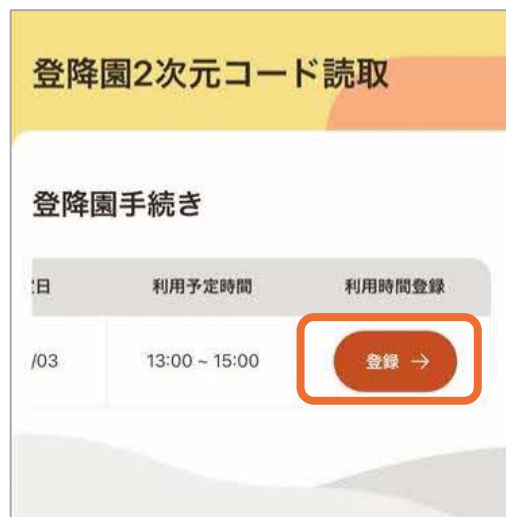 登降園2次元コード読取
登降園手続き
日 利用予定時間 利用時間登録
/03 13:00 ~ 15:00 登録 →